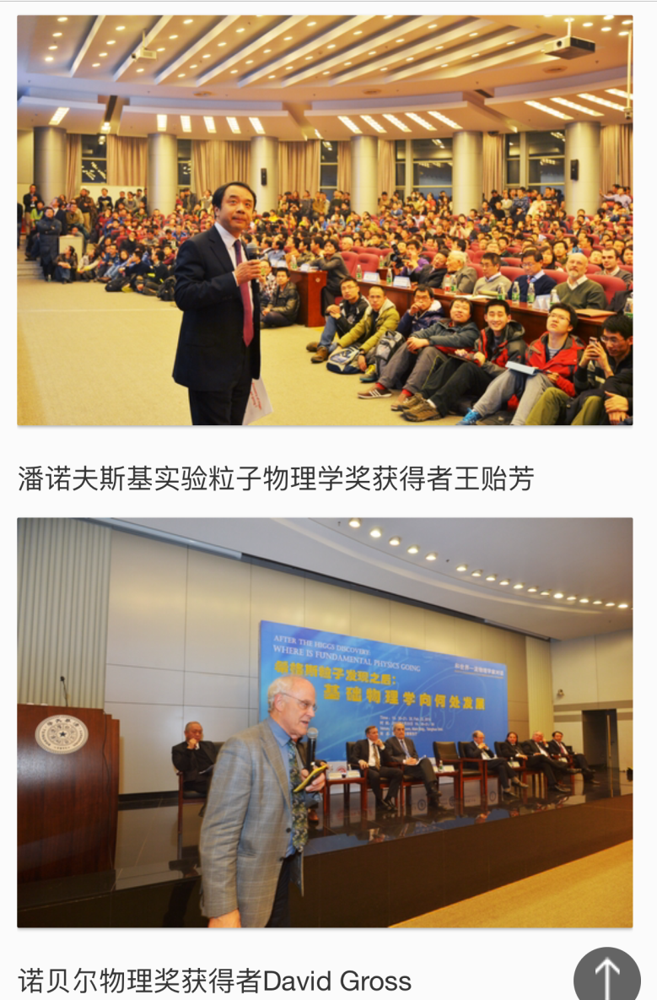 潘诺夫斯基实验粒子物理学奖获得者王贻芳
AFTER THE HIGGS DISCOVERY:
WHERE IS FUNDAMENTAL PHYSICS GOING
希格斯粒子发现之后:
基础物理学向何处发展
诺贝尔物理奖获得者David Gross